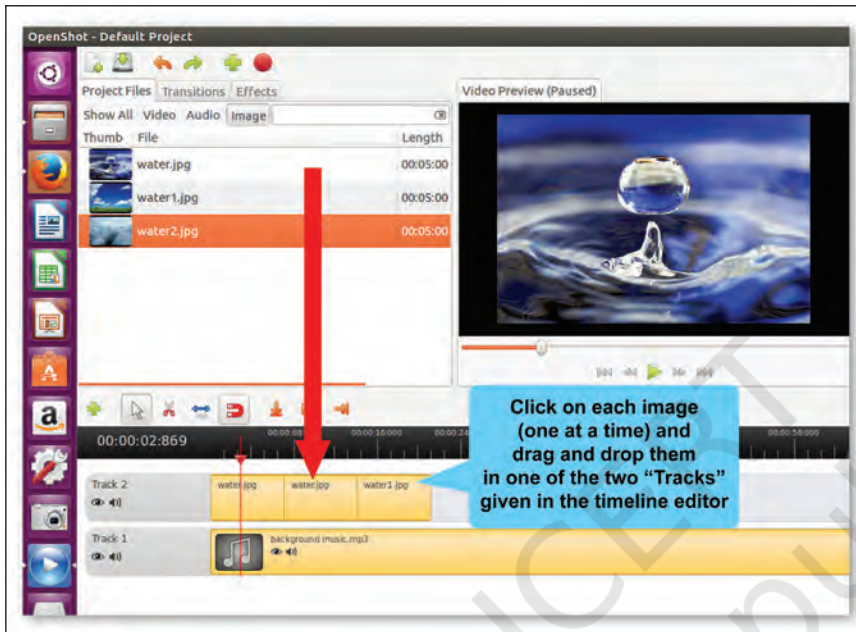 OpenShot - Default Project
Project Files Transitions Effects
Video Preview (Paused)
Show All Video Audio Image
Thumb File Length
water.jpg 00:05:00
water1.jpg 00:05:00
water2.jpg 00:05:00
00:00:02:869
00:00:16:000
00:00:56:000
Click on each image
(one at a time) and
drag and drop them
in one of the two “Tracks”
given in the timeline editor
Track 2
water.jpg water.jpg water1.jpg
Track 1
background music.mp3
a
NCERT